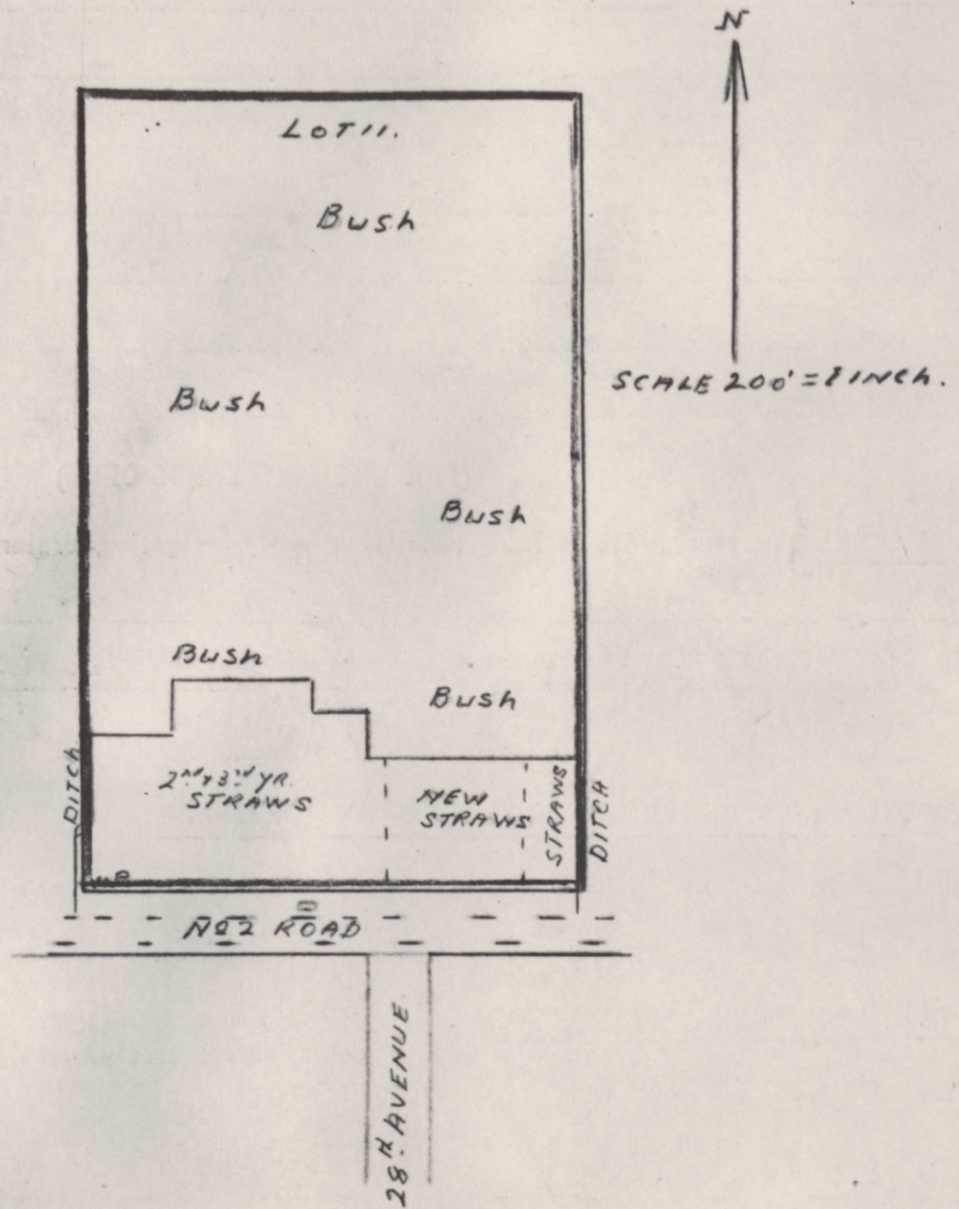 N
LOT 11.
Bush
SCALE 200' = 1 INCH.
Bush
Bush
Bush
Bush
DITCH
2ND & 3RD YR.
STRAWS
NEW
STRAWS
STRAWS
DITCH
No 2 ROAD
28th AVENUE